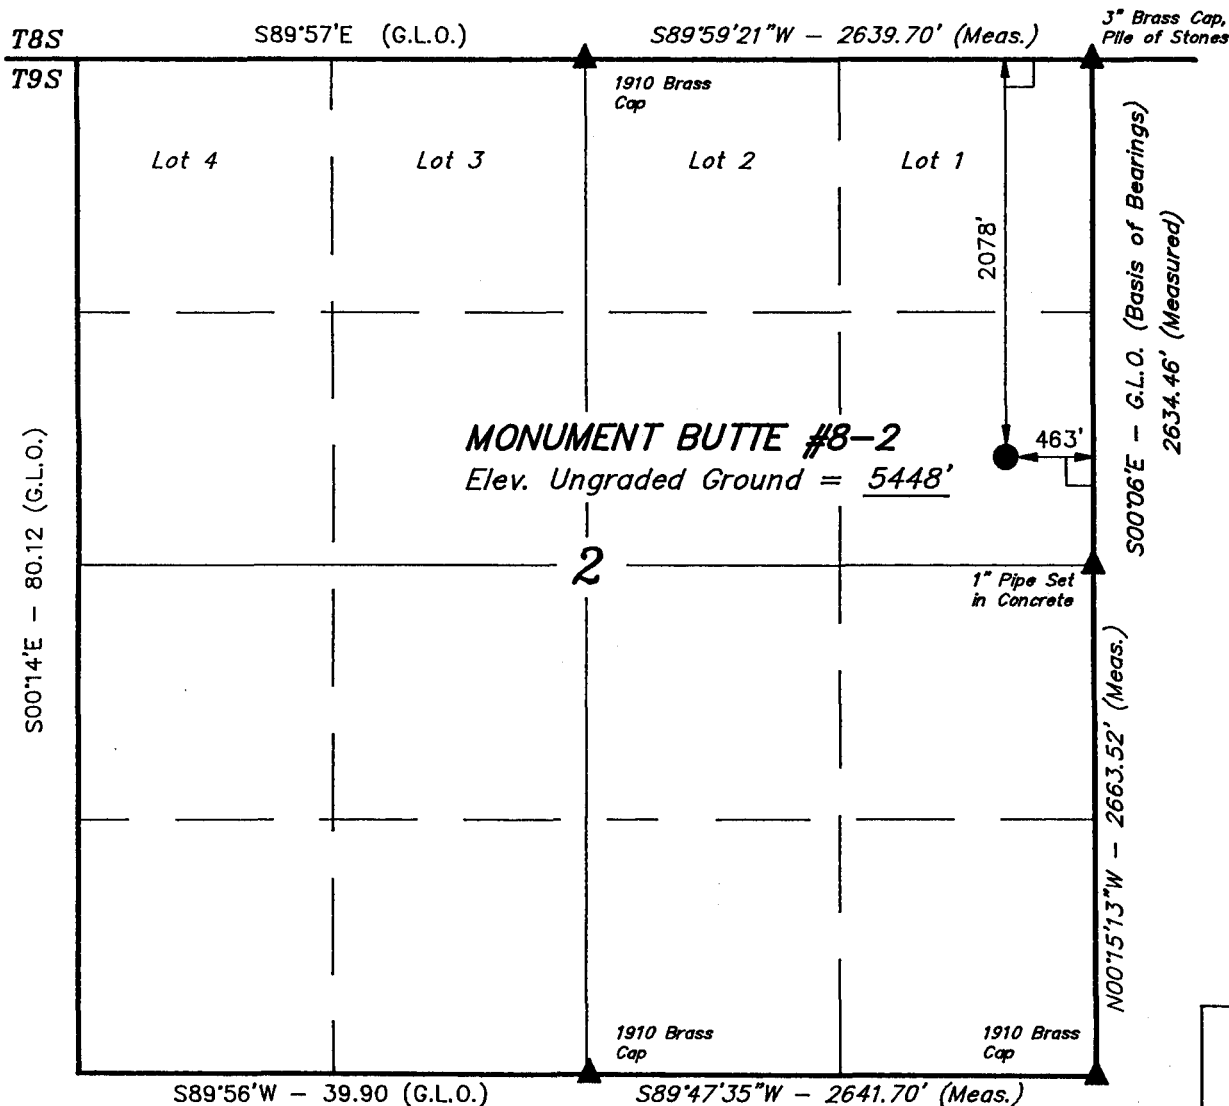 T8S
S89°57'E (G.L.O.)
S89°59'21"W – 2639.70' (Meas.)
3" Brass Cap,
Pile of Stones
T9S
1910 Brass
Cap
Lot 4
Lot 3
Lot 2
Lot 1
2078'
S00°06'E – G.L.O. (Basis of Bearings)
2634.46' (Measured)
MONUMENT BUTTE #8–2
Elev. Ungraded Ground = 5448'
463'
S00°14'E – 80.12 (G.L.O.)
2
1" Pipe Set
in Concrete
N00°15'13"W – 2663.52' (Meas.)
1910 Brass
Cap
1910 Brass
Cap
S89°56'W – 39.90 (G.L.O.)
S89°47'35"W – 2641.70' (Meas.)